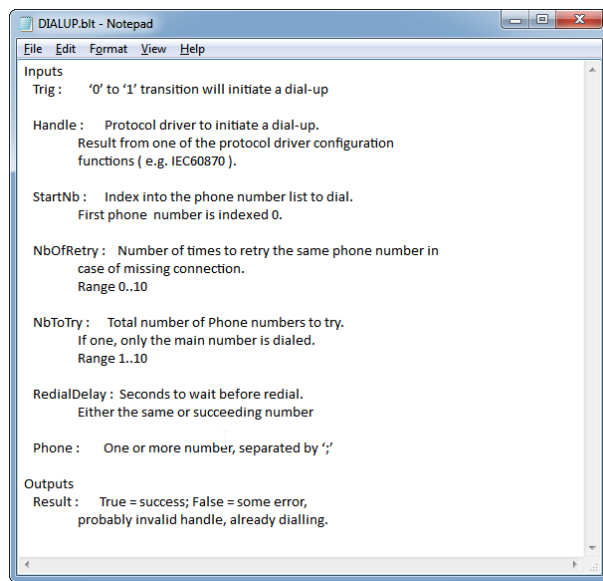 DIALUP.blt - Notepad
File Edit Format View Help
Inputs
Trig : ‘0’ to ‘1’ transition will initiate a dial-up
Handle : Protocol driver to initiate a dial-up.
Result from one of the protocol driver configuration
functions ( e.g. IEC60870 ).
StartNb : Index into the phone number list to dial.
First phone number is indexed 0.
NbOfRetry : Number of times to retry the same phone number in
case of missing connection.
Range 0..10
NbToTry : Total number of Phone numbers to try.
If one, only the main number is dialed.
Range 1..10
RedialDelay : Seconds to wait before redial.
Either the same or succeeding number
Phone : One or more number, separated by ‘;’
Outputs
Result : True = success; False = some error,
probably invalid handle, already dialling.